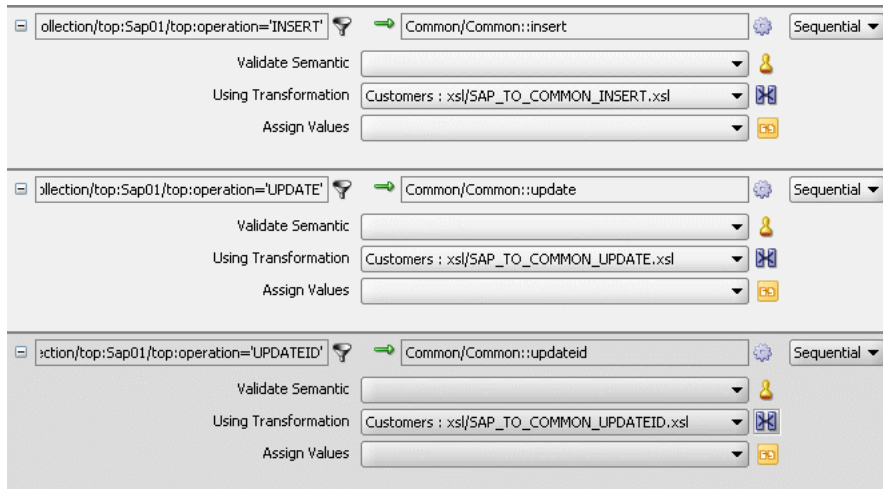 ollection/top:Sap01/top:operation='INSERT' Common/Common::insert Sequential
Validate Semantic
Using Transformation Customers : xsl/SAP_TO_COMMON_INSERT.xsl
Assign Values
ollection/top:Sap01/top:operation='UPDATE' Common/Common::update Sequential
Validate Semantic
Using Transformation Customers : xsl/SAP_TO_COMMON_UPDATE.xsl
Assign Values
ection/top:Sap01/top:operation='UPDATEID' Common/Common::updateid Sequential
Validate Semantic
Using Transformation Customers : xsl/SAP_TO_COMMON_UPDATEID.xsl
Assign Values